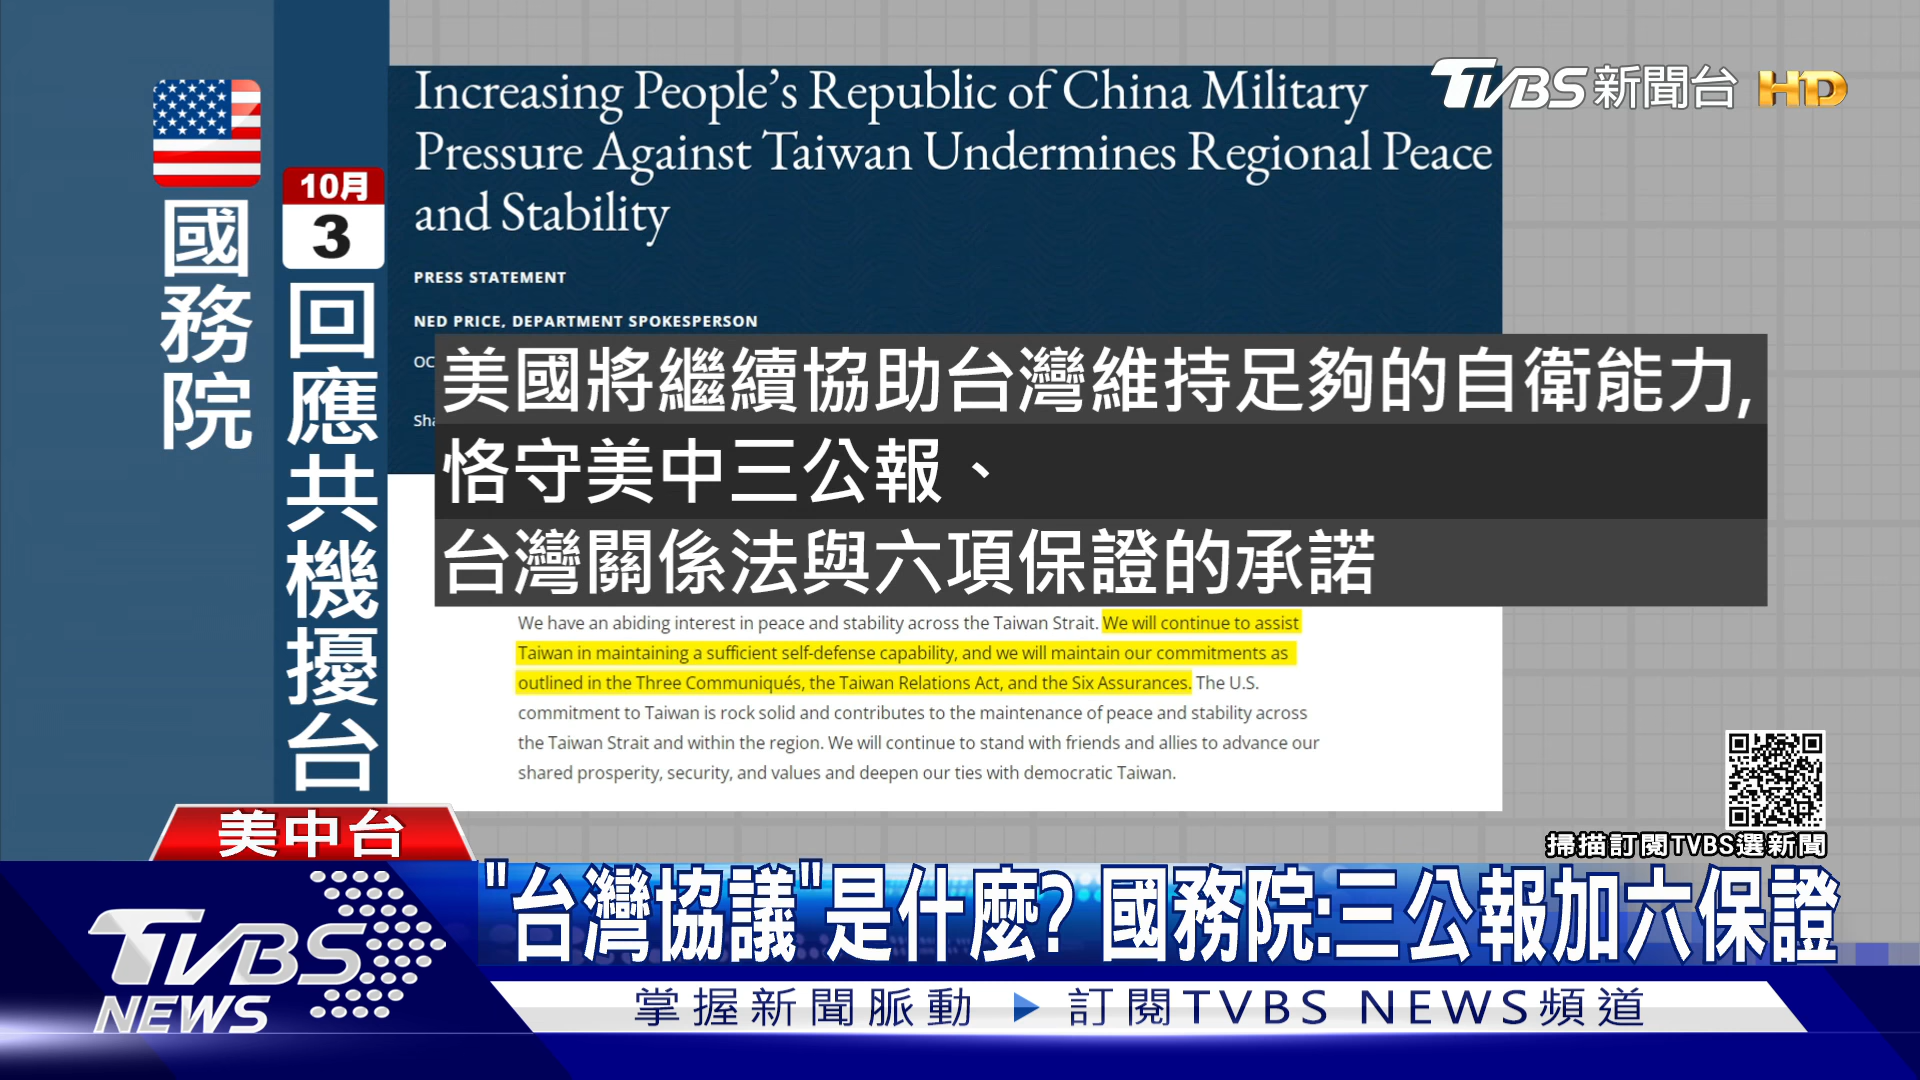 Increasing People's Republic of China Military
Pressure Against Taiwan Undermines Regional Peace
and Stability
TVBS新聞台 HD
國務院
10月
3
回應共機擾台
PRESS STATEMENT
NED PRICE, DEPARTMENT SPOKESPERSON
OC
Sha
美國將繼續協助台灣維持足夠的自衛能力,
恪守美中三公報、
台灣關係法與六項保證的承諾
We have an abiding interest in peace and stability across the Taiwan Strait. We will continue to assist
Taiwan in maintaining a sufficient self-defense capability, and we will maintain our commitments as
outlined in the Three Communiqués, the Taiwan Relations Act, and the Six Assurances. The U.S.
commitment to Taiwan is rock solid and contributes to the maintenance of peace and stability across
the Taiwan Strait and within the region. We will continue to stand with friends and allies to advance our
shared prosperity, security, and values and deepen our ties with democratic Taiwan.
掃描訂閱TVBS選新聞
美中台
"台灣協議"是什麼? 國務院:三公報加六保證
TVBS
NEWS
掌握新聞脈動 ▶ 訂閱TVBS NEWS頻道